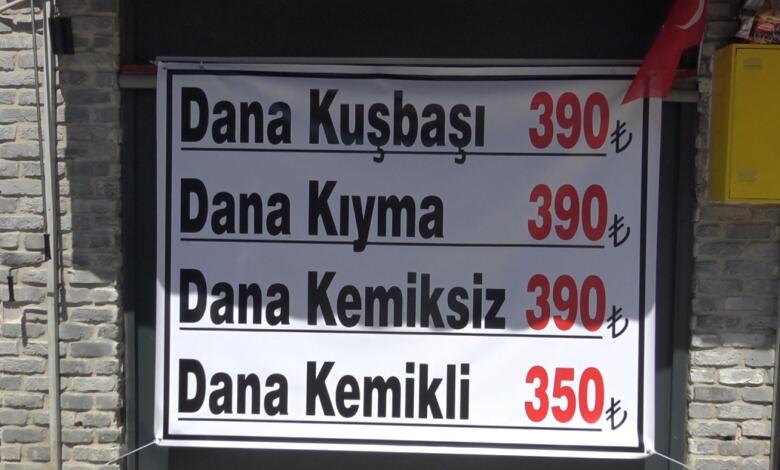 Dana Kuşbaşı 390₺
Dana Kıyma 390₺
Dana Kemiksiz 390₺
Dana Kemikli 350₺